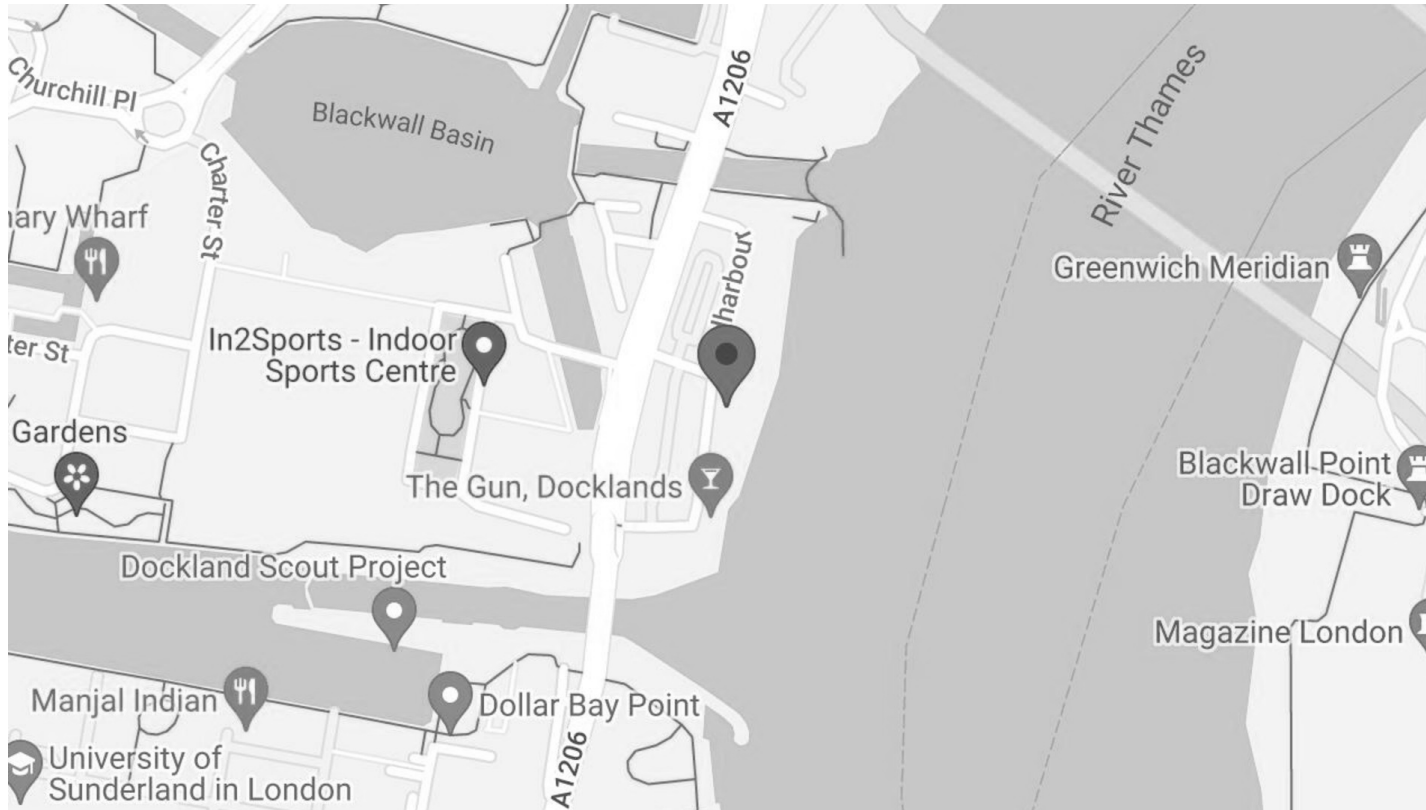 Churchill Pl
Blackwall Basin
A1206
River Thames
Charter St
nary Wharf
Greenwich Meridian
lharbour
ter St
In2Sports - Indoor
Sports Centre
Gardens
The Gun, Docklands
Blackwall Point
Draw Dock
Dockland Scout Project
Magazine London
Manjal Indian
Dollar Bay Point
A1206
University of
Sunderland in London